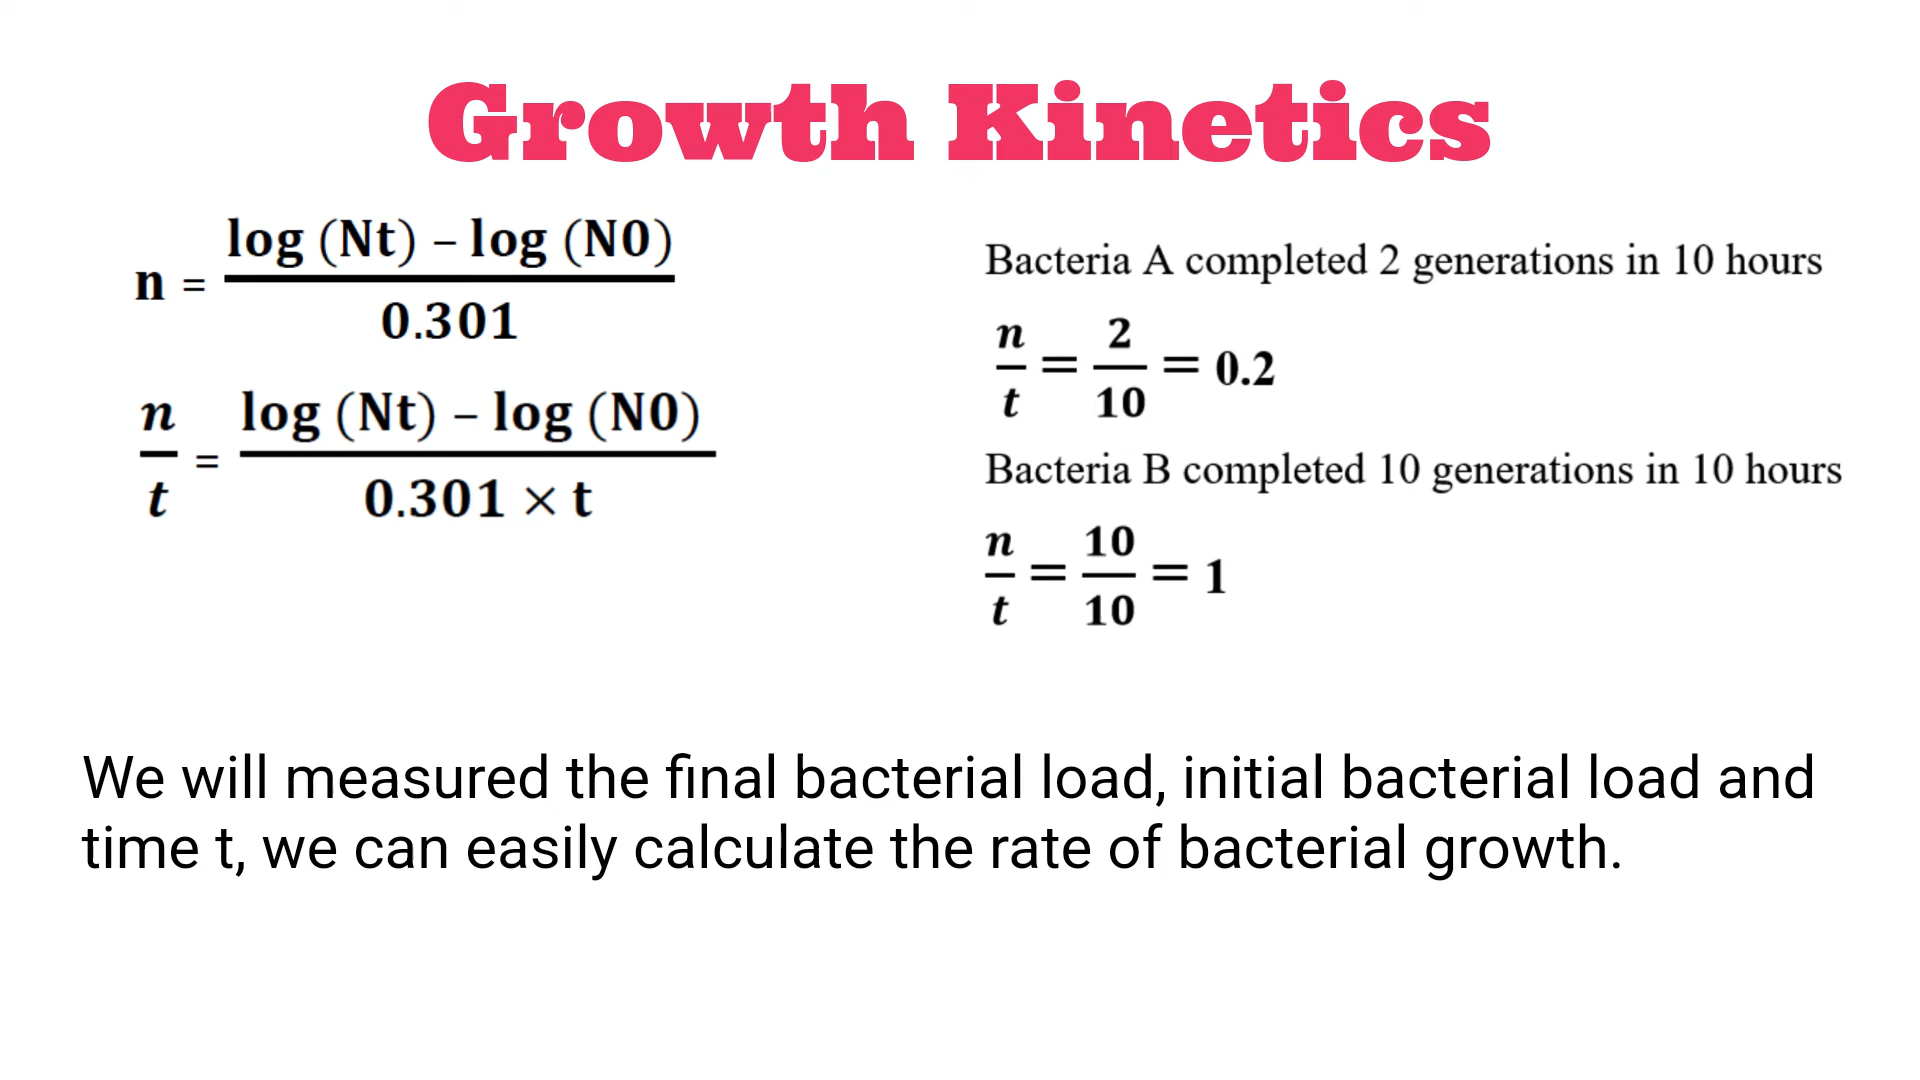 Growth Kinetics
n = log (Nt) – log (N0) / 0.301
n/t = log (Nt) – log (N0) / 0.301 × t
Bacteria A completed 2 generations in 10 hours
n/t = 2/10 = 0.2
Bacteria B completed 10 generations in 10 hours
n/t = 10/10 = 1
We will measured the final bacterial load, initial bacterial load and
time t, we can easily calculate the rate of bacterial growth.